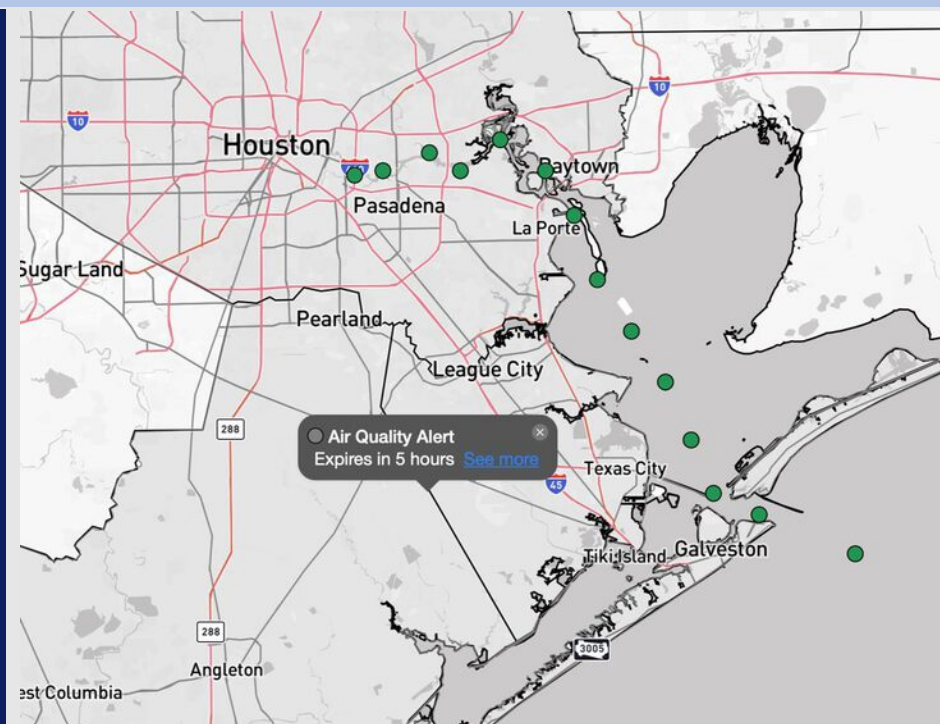 10
10
Houston
Baytown
Pasadena
La Porte
Sugar Land
Pearland
League City
288
Air Quality Alert
Expires in 5 hours See more
Texas City
45
Tiki Island
Galveston
288
3005
Angleton
est Columbia